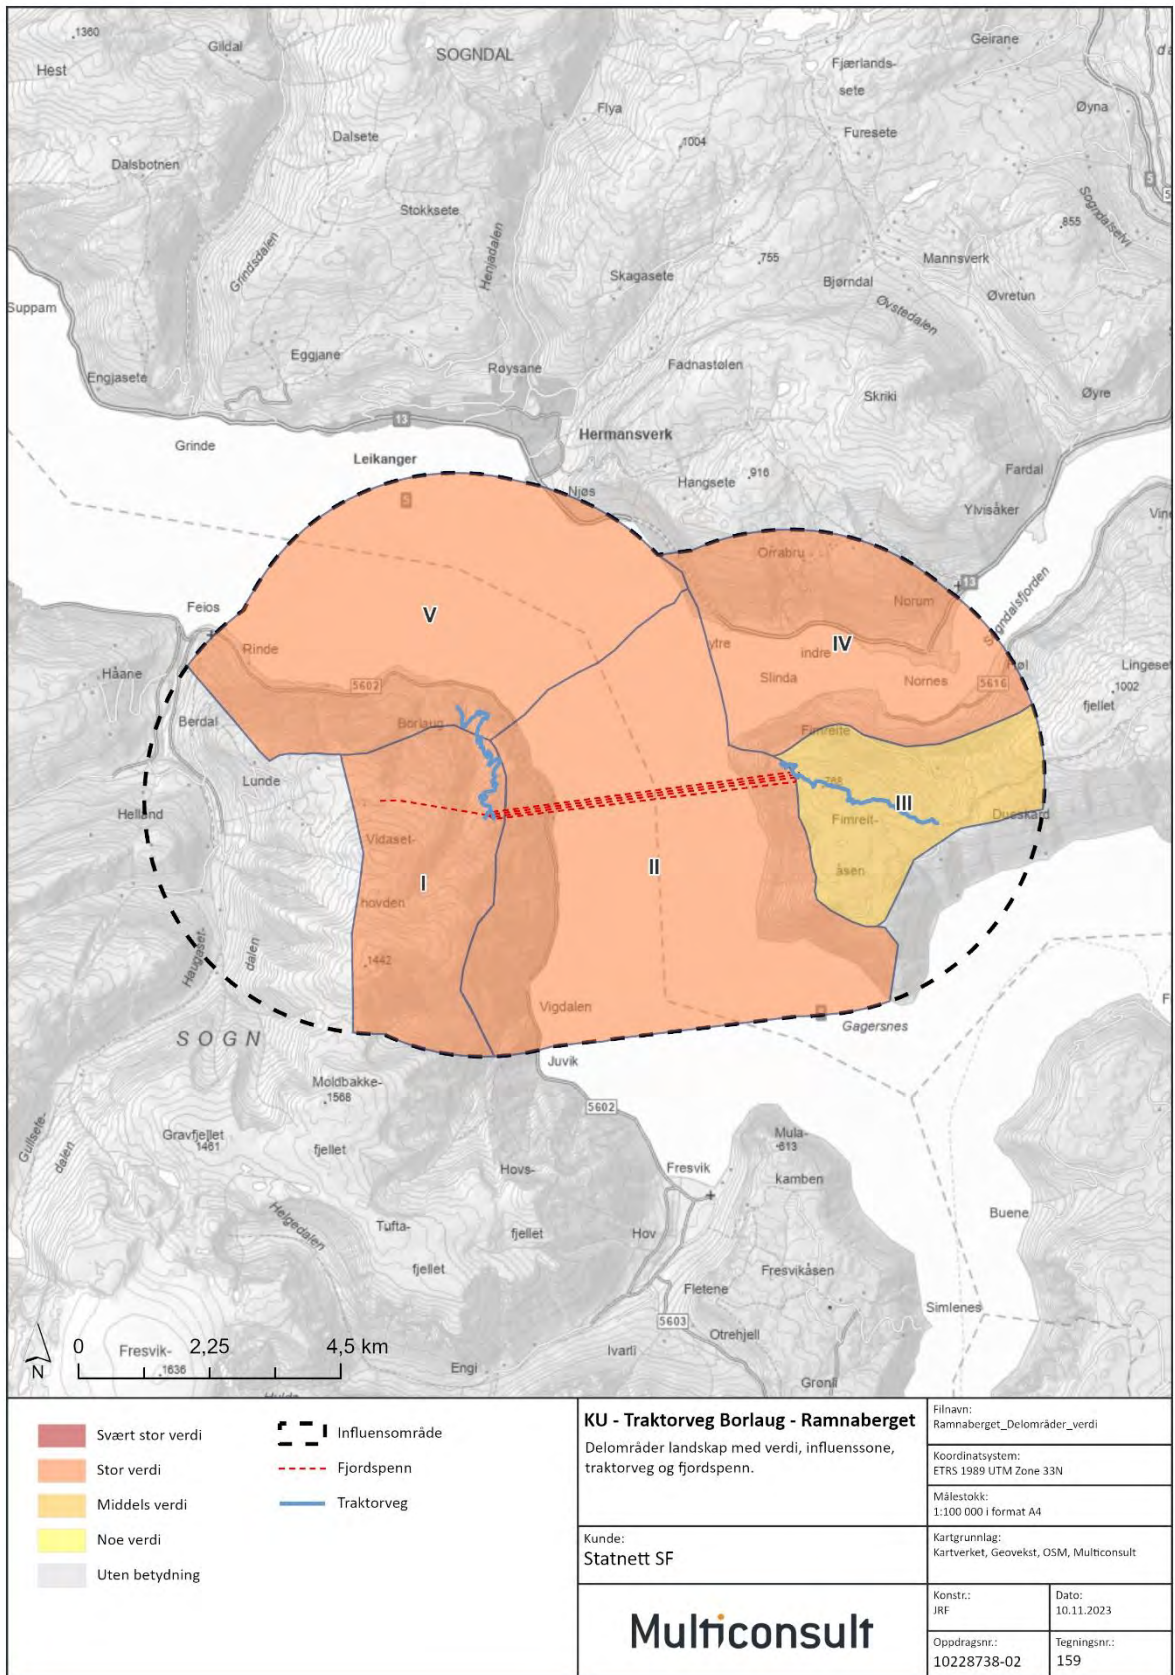 1360
Hest
Gildal
SOGNDAL
Geirane
Fjærlands-
sete
Flya
Øyna
Dalsete
Furesete
1004
Dalsbotnen
5
Stokksete
855
Sogndalselvi
Grindsdalen
Henjadalen
755
Mannsverk
Skagasete
Bjørndal
Øvretun
Suppam
Øvstedalen
Eggjane
Røysane
Fadnastølen
Engjasete
Skriki
Øyre
13
Hermansverk
Grinde
Leikanger
916
Fardal
Hangsete
5
Njøs
Ylvisåker
Orrabru
13
Norum
Sogndalsfjorden
Feios
V
ytre
indre
IV
Rinde
Håane
Slinda
Nornes
Lingeset
5602
5616
1002
fjellet
Berdal
Borlaug
Fimreite
Lunde
788
III
Helland
Fimreit-
Dueskard
Vidaset-
II
I
åsen
hovden
Haugaset-
dalen
1442
Vigdalen
Gagersnes
SOGN
Juvik
Moldbakke-
1568
5602
Gravfjellet
1461
fjellet
Mula-
613
Gullsete-
dalen
Hovs-
Fresvik
kamben
Helgedalen
Tufta-
fjellet
Hov
Buene
fjellet
Fresvikåsen
Fletene
Simlenes
5603
Otrehjell
0 2,25 4,5 km
N
Fresvik-
1636
Ivarli
Engi
Grønli
Svært stor verdi
Stor verdi
Middels verdi
Noe verdi
Uten betydning
Influensområde
Fjordspenn
Traktorveg
KU - Traktorveg Borlaug - Ramnaberget
Delområder landskap med verdi, influenssone,
traktorveg og fjordspenn.
Kunde:
Statnett SF
Multiconsult
Filnavn:
Ramnaberget_Delområder_verdi
Koordinatsystem:
ETRS 1989 UTM Zone 33N
Målestokk:
1:100 000 i format A4
Kartgrunnlag:
Kartverket, Geovekst, OSM, Multiconsult
Konstr.:
JRF
Dato:
10.11.2023
Oppdragsnr.:
10228738-02
Tegningsnr.:
159